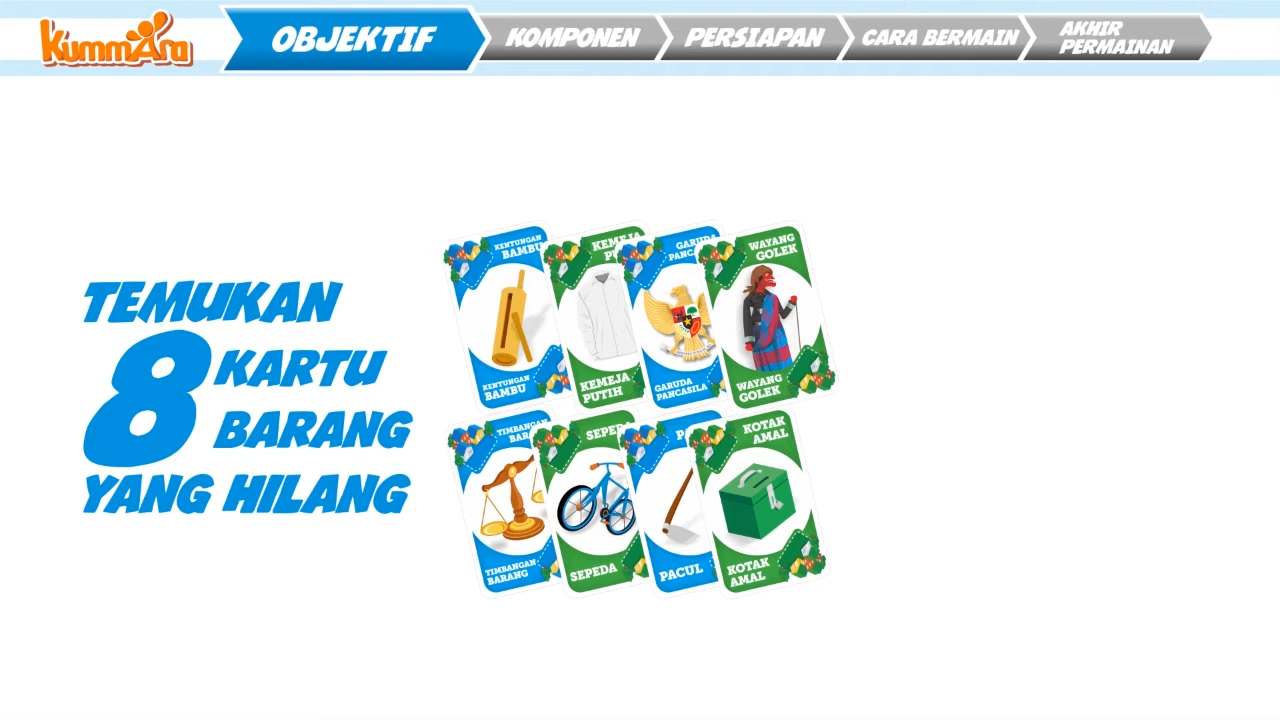 KummAra
OBJEKTIF
KOMPONEN
PERSIAPAN
CARA BERMAIN
AKHIR
PERMAINAN
TEMUKAN
8 KARTU
BARANG
YANG HILANG
KENTUNGAN
BAMBU
KENTUNGAN
BAMBU
KEMEJA
KEMEJA
PUTIH
GARUDA
GARUDA
PANCASILA
WAYANG
GOLEK
WAYANG
GOLEK
TIMBANGAN
TIMBANGAN
BARANG
SEPEDA
PACUL
KOTAK
AMAL
KOTAK
AMAL